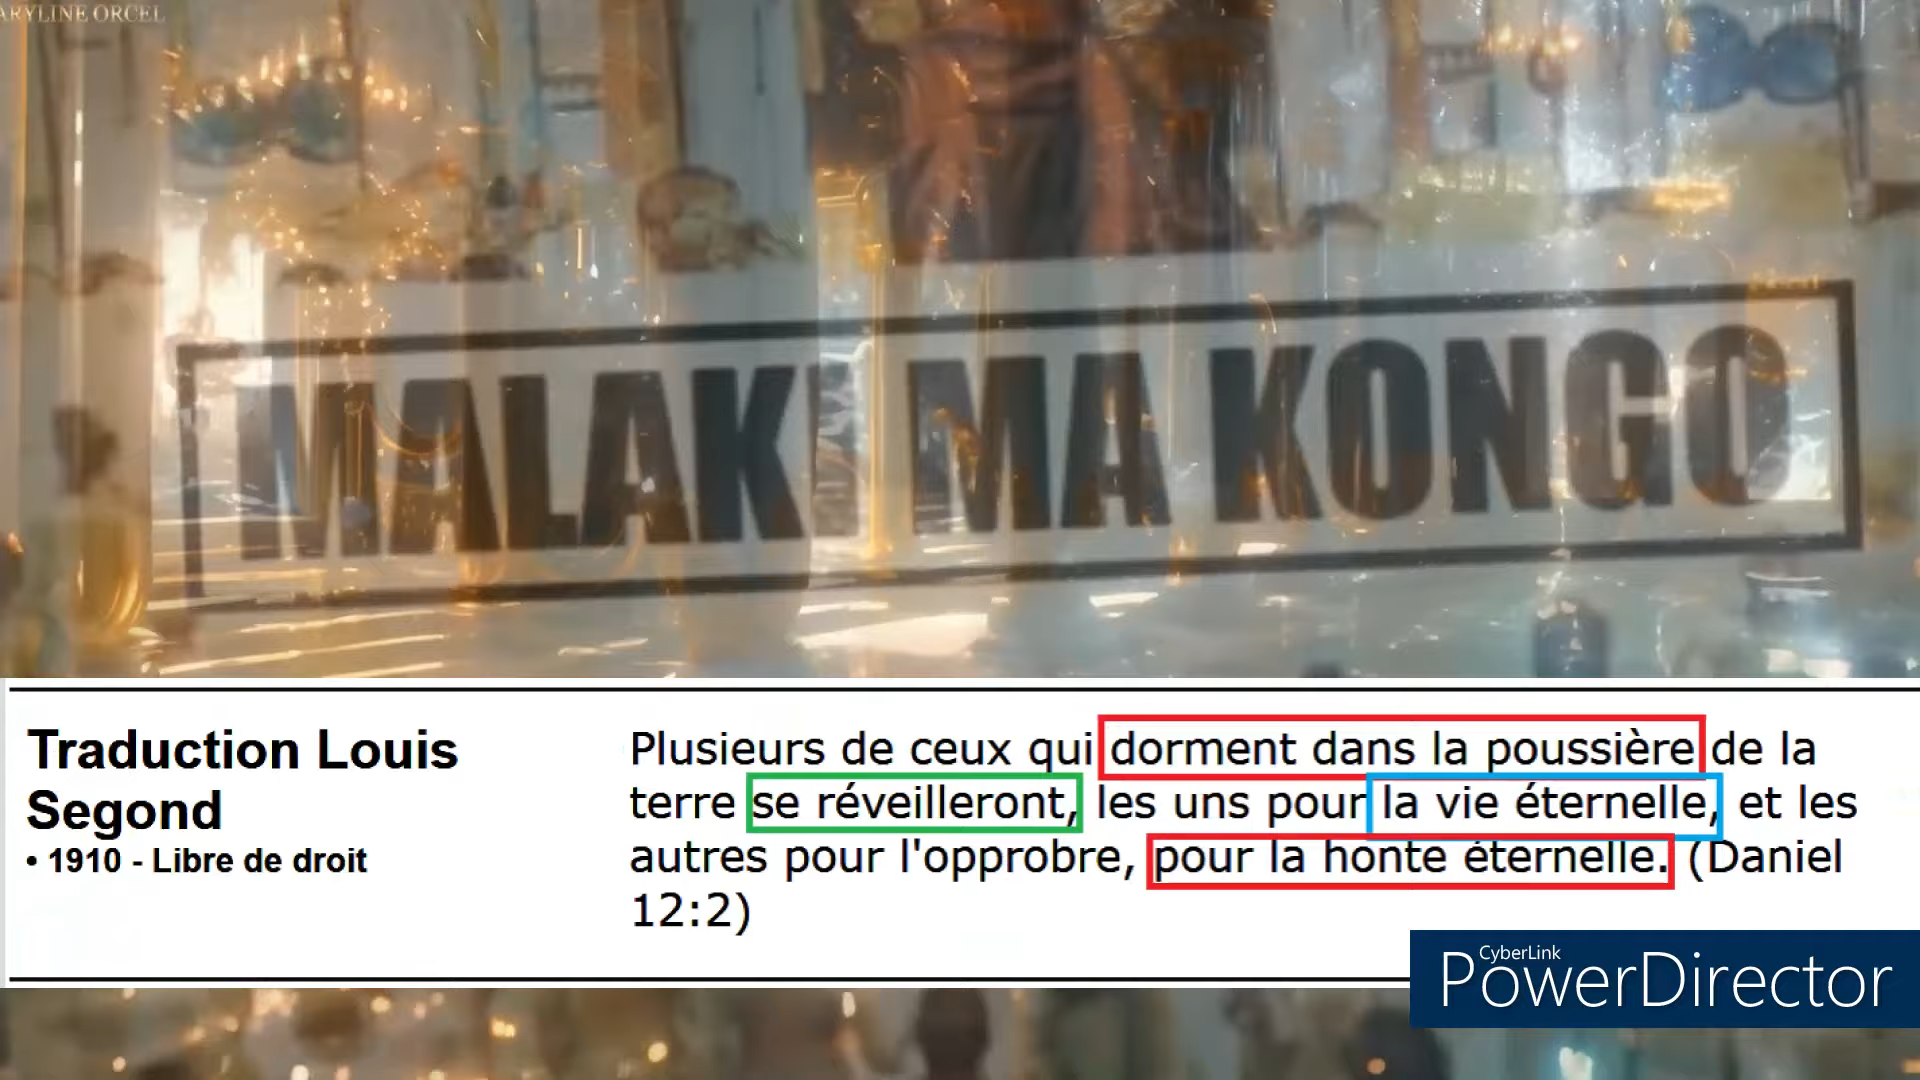 ARYLINE ORCEL
MALAKI MA KONGO
Traduction Louis
Segond
• 1910 - Libre de droit
Plusieurs de ceux qui dorment dans la poussière de la
terre se réveilleront, les uns pour la vie éternelle, et les
autres pour l'opprobre, pour la honte éternelle. (Daniel
12:2)
CyberLink
PowerDirector